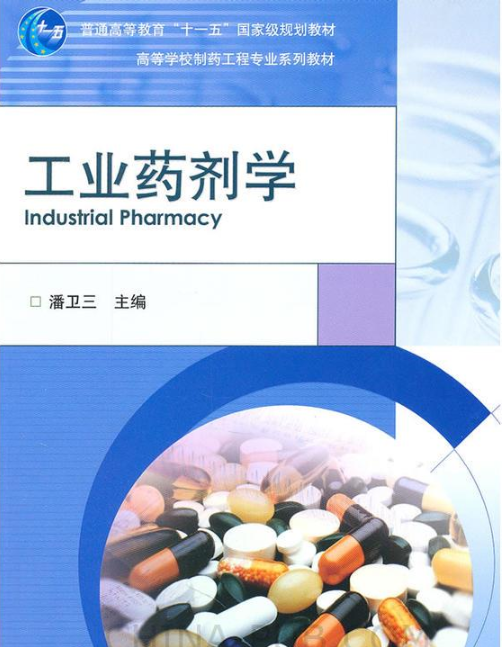 十一五
普通高等教育“十一五”国家级规划教材
高等学校制药工程专业系列教材
工业药剂学
Industrial Pharmacy
潘卫三 主编